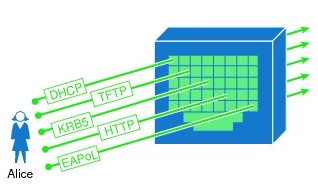 DHCP
TFTP
KRB5
HTTP
EAPoL
Alice